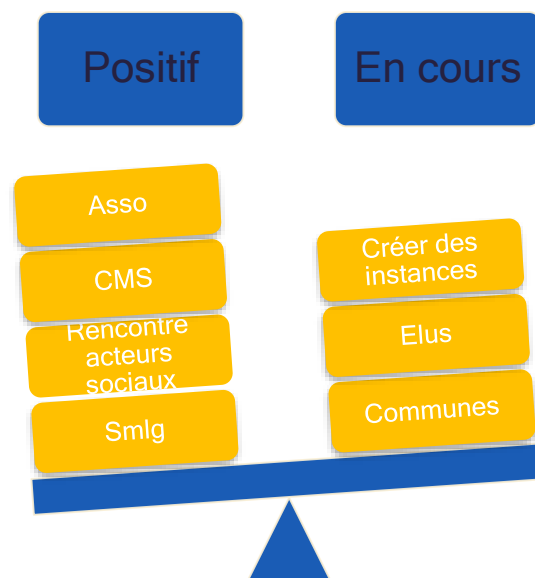 Positif
En cours
Asso
CMS
Rencontre
acteurs
sociaux
Smlg
Créer des
instances
Elus
Communes